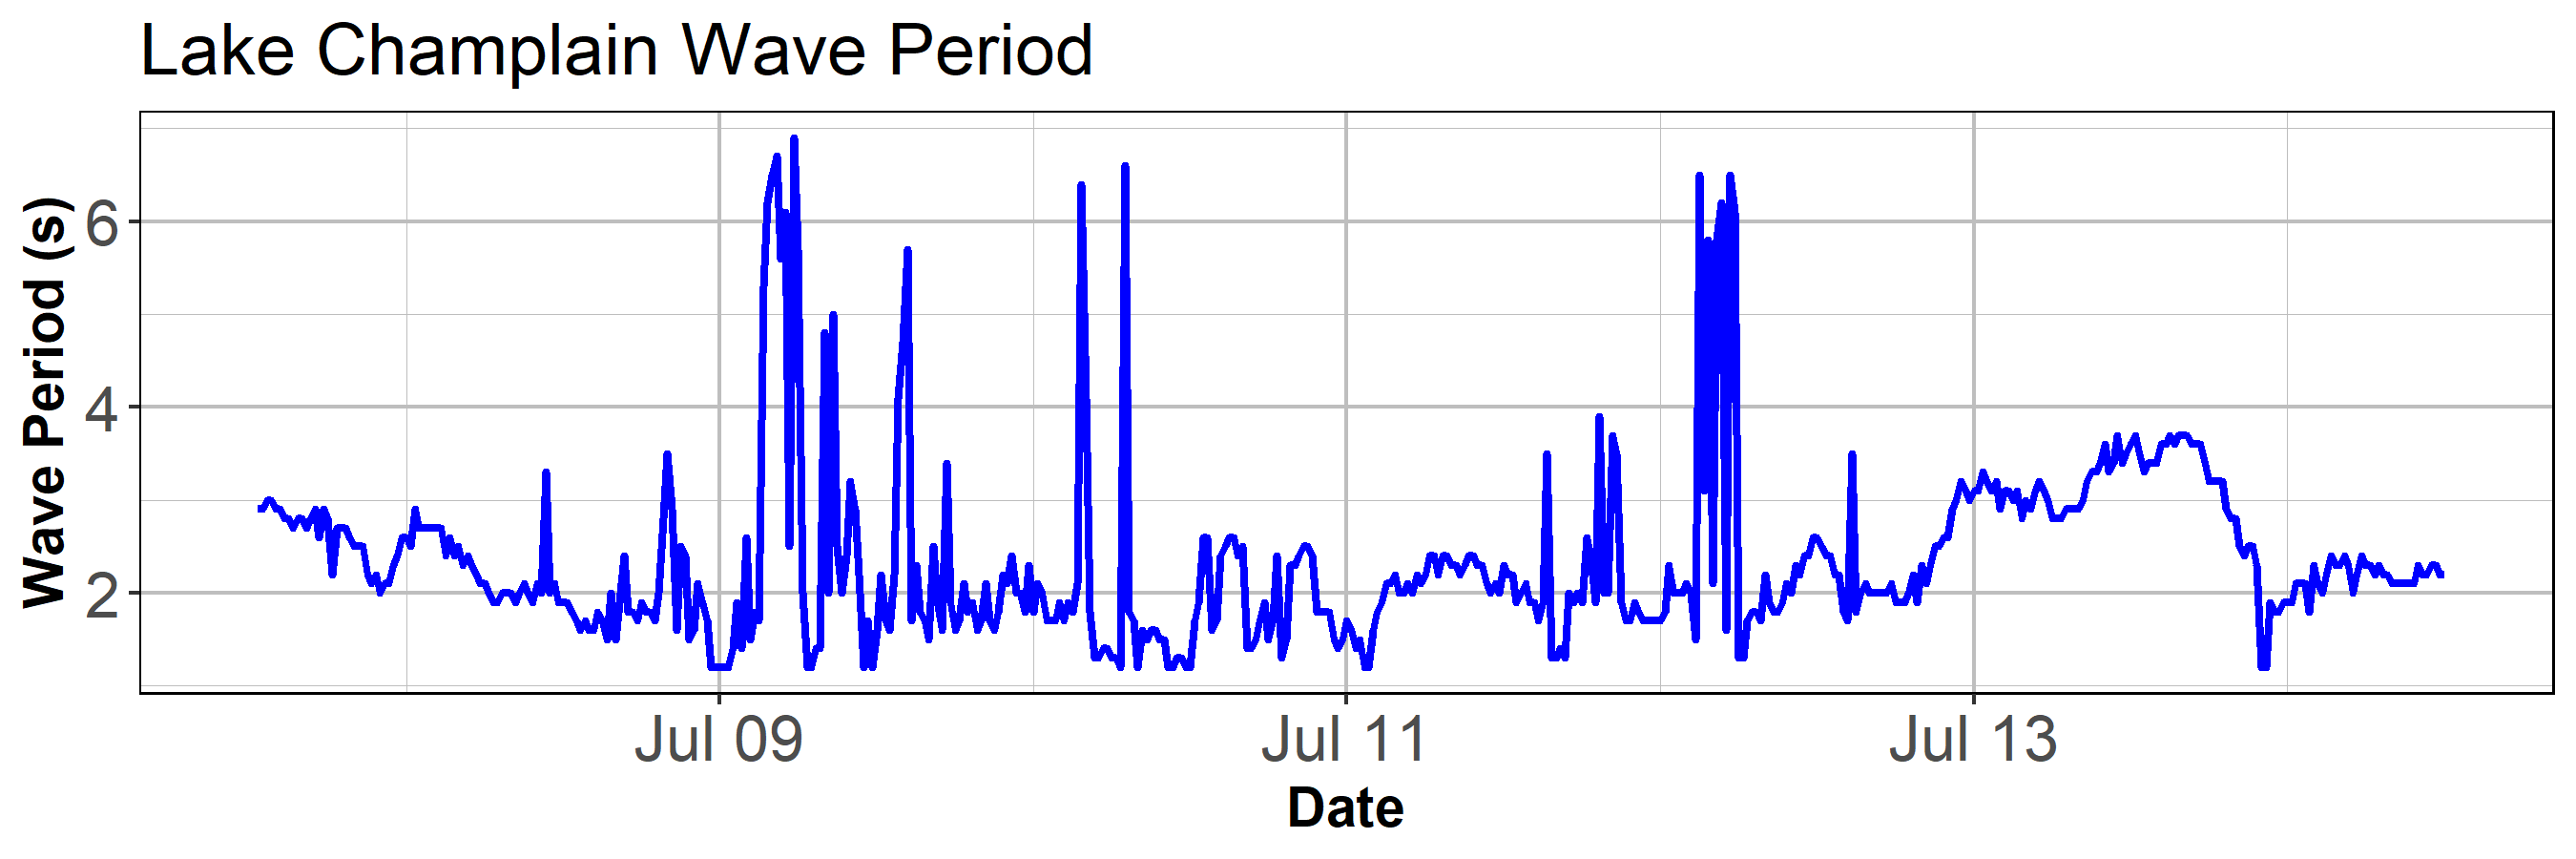 Lake Champlain Wave Period
Wave Period (s)
6
4
2
Jul 09 Jul 11 Jul 13
Date